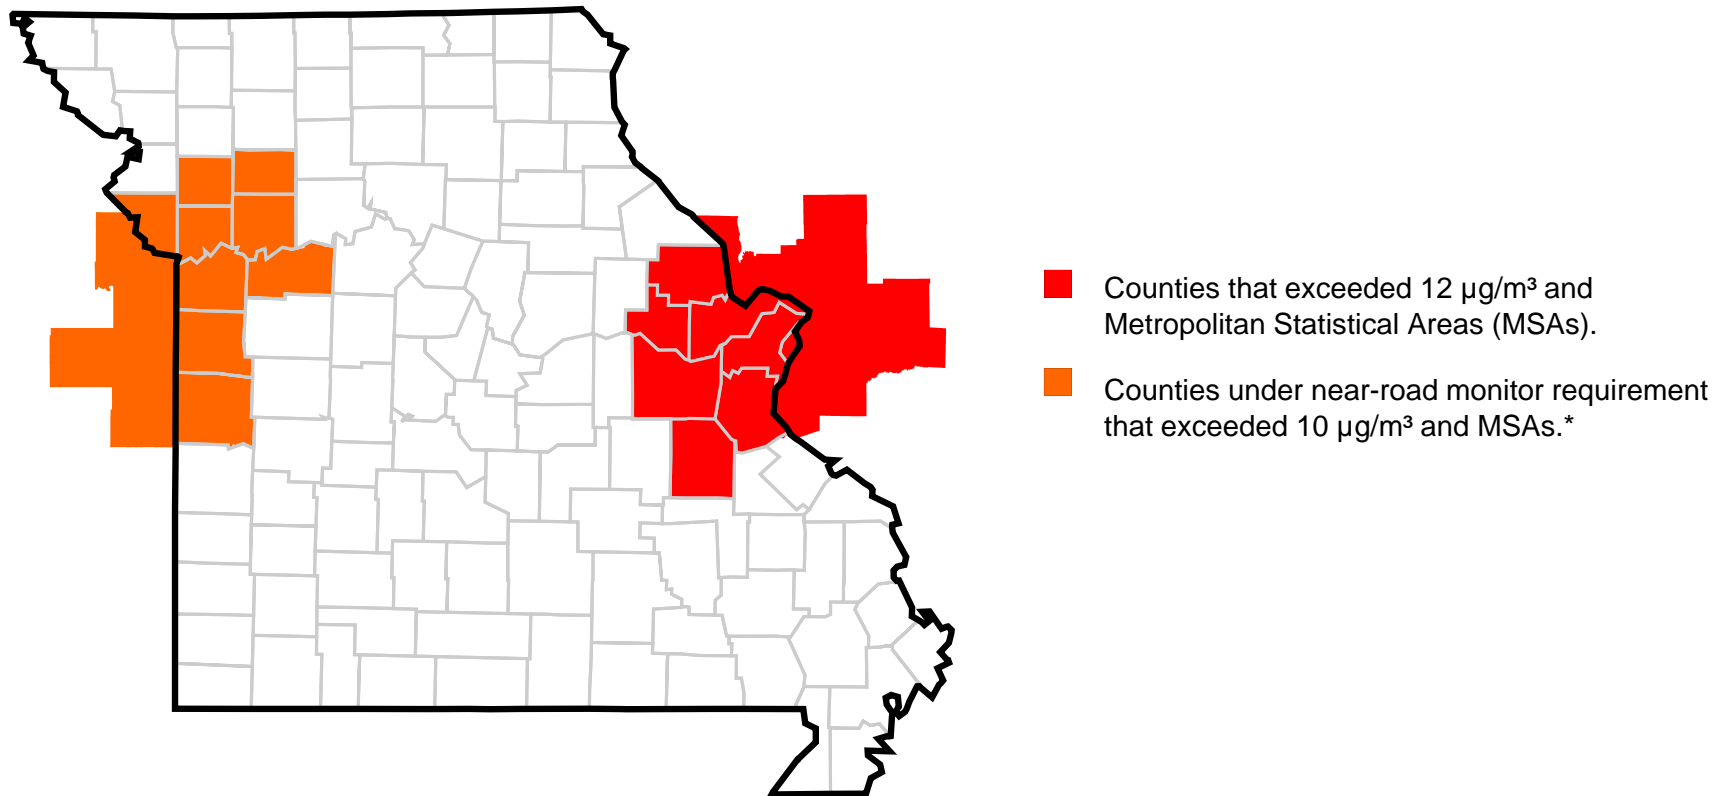 Counties that exceeded 12 µg/m³ and
Metropolitan Statistical Areas (MSAs).
Counties under near-road monitor requirement
that exceeded 10 µg/m³ and MSAs.*